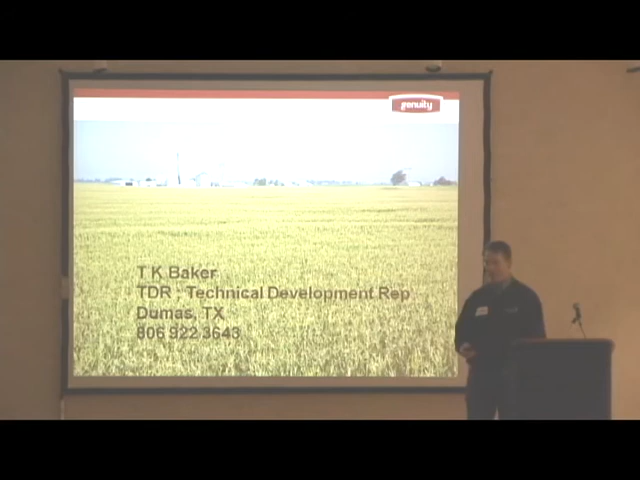 genuity
T K Baker
TDR - Technical Development Rep
Dumas, TX
806 922 3643